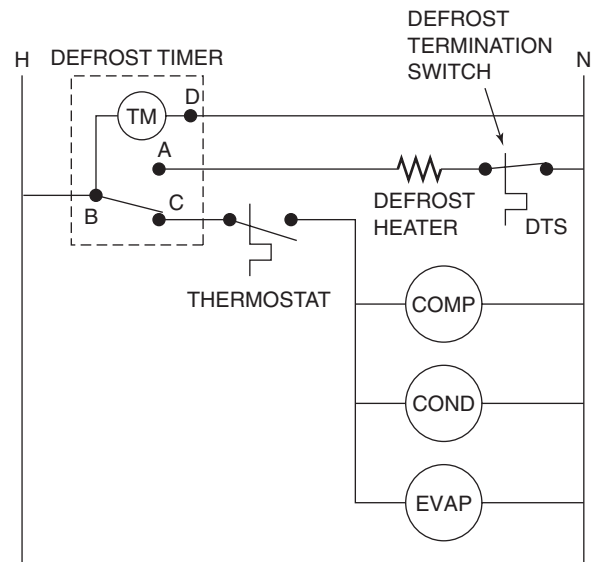 DEFROST
TERMINATION
SWITCH
H
DEFROST TIMER
N
TM
D
A
B
C
DEFROST
HEATER
DTS
THERMOSTAT
COMP
COND
EVAP